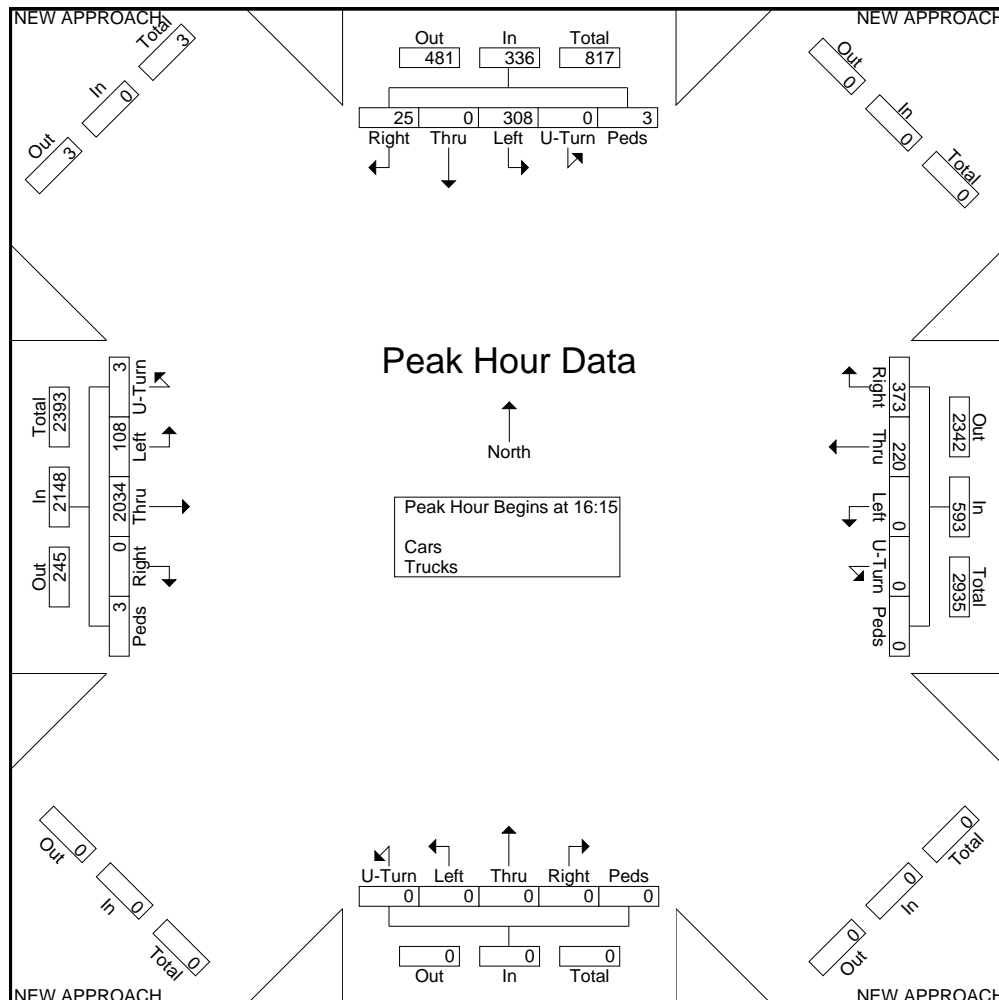 NEW APPROACH
Total
3
In
0
Out
3
Out In Total
481 336 817
25 0 308 0 3
Right Thru Left U-Turn Peds
NEW APPROACH
Out
0
In
0
Total
0
Peak Hour Data
North
Peak Hour Begins at 16:15
Cars
Trucks
Total
2393
In
2148
Out
245
3 108 2034 0 3
U-Turn Left Thru Right Peds
Right Thru Left U-Turn Peds
373 220 0 0 0
Out
2342
In
593
Total
2935
U-Turn Left Thru Right Peds
0 0 0 0 0
0 0 0
Out In Total
Out
0
In
0
Total
0
NEW APPROACH
0
Total
0
In
0
Out
NEW APPROACH